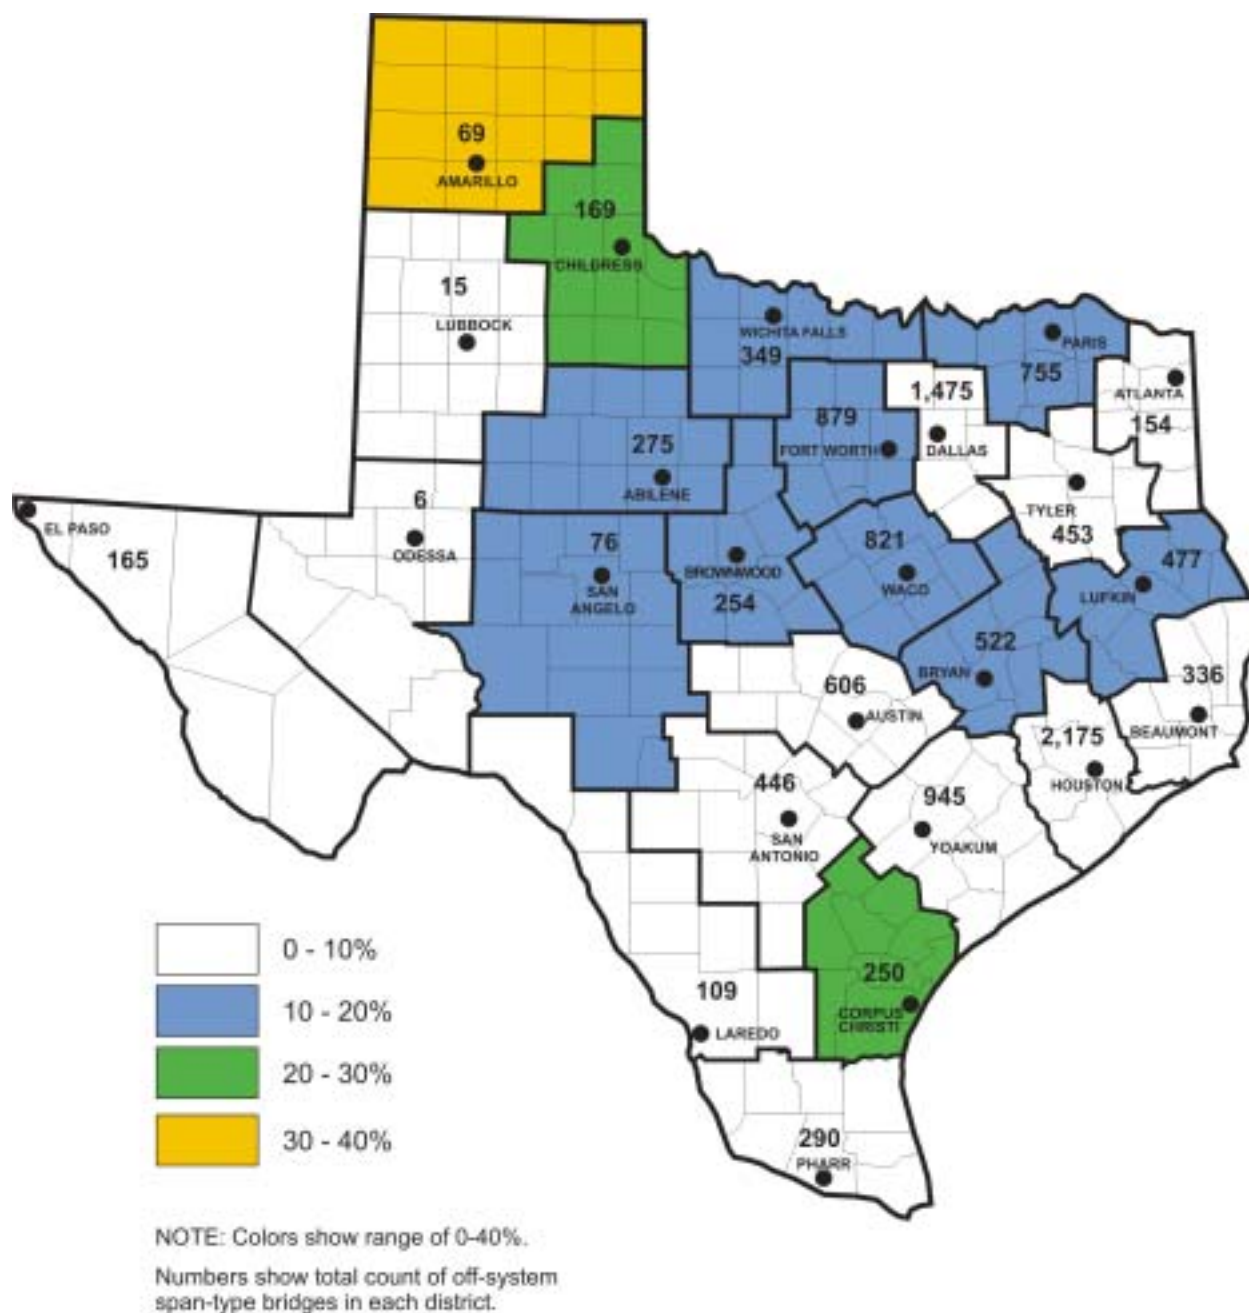 69
AMARILLO
169
CHILDRESS
15
LUBBOCK
WICHITA FALLS
349
PARIS
755
ATLANTA
154
1,475
DALLAS
879
FORT WORTH
275
ABILENE
TYLER
453
6
ODESSA
EL PASO
165
76
SAN
ANGELO
BROWNWOOD
254
821
WACO
477
LUFKIN
522
BRYAN
336
BEAUMONT
606
AUSTIN
2,175
HOUSTON
446
SAN
ANTONIO
945
YOAKUM
250
CORPUS
CHRISTI
109
LAREDO
290
PHARR
0 - 10%
10 - 20%
20 - 30%
30 - 40%
NOTE: Colors show range of 0-40%.
Numbers show total count of off-system
span-type bridges in each district.